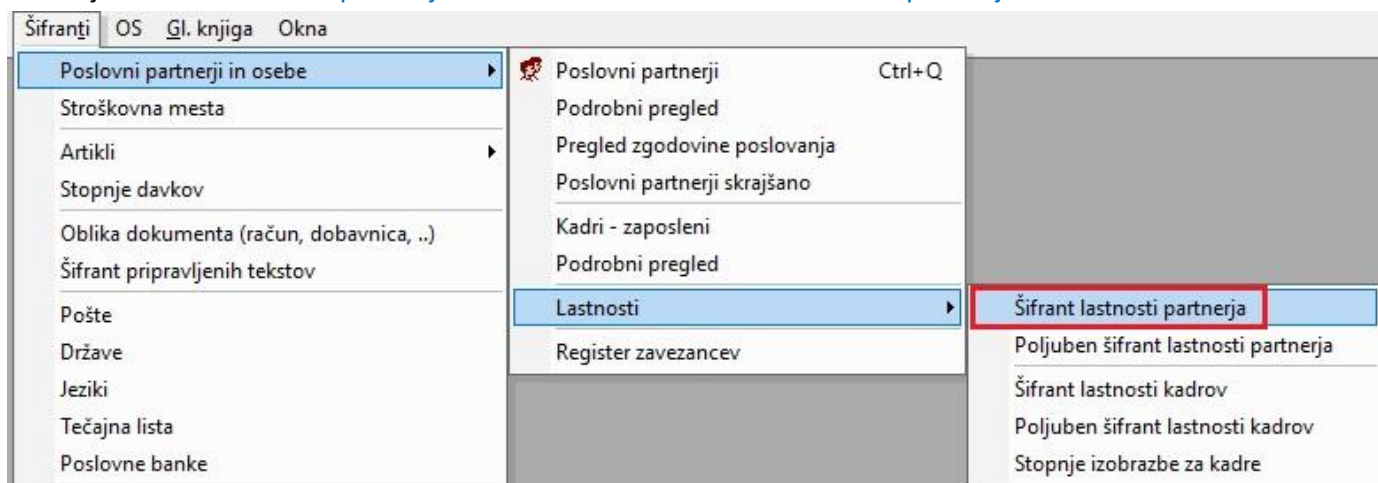 Šifranti OS Gl. knjiga Okna
Poslovni partnerji in osebe
Stroškovna mesta
Artikli
Stopnje davkov
Oblika dokumenta (račun, dobavnica, ..)
Šifrant pripravljenih tekstov
Pošte
Države
Jeziki
Tečajna lista
Poslovne banke
Poslovni partnerji Ctrl+Q
Podrobni pregled
Pregled zgodovine poslovanja
Poslovni partnerji skrajšano
Kadri - zaposleni
Podrobni pregled
Lastnosti
Register zavezancev
Šifrant lastnosti partnerja
Poljuben šifrant lastnosti partnerja
Šifrant lastnosti kadrov
Poljuben šifrant lastnosti kadrov
Stopnje izobrazbe za kadre